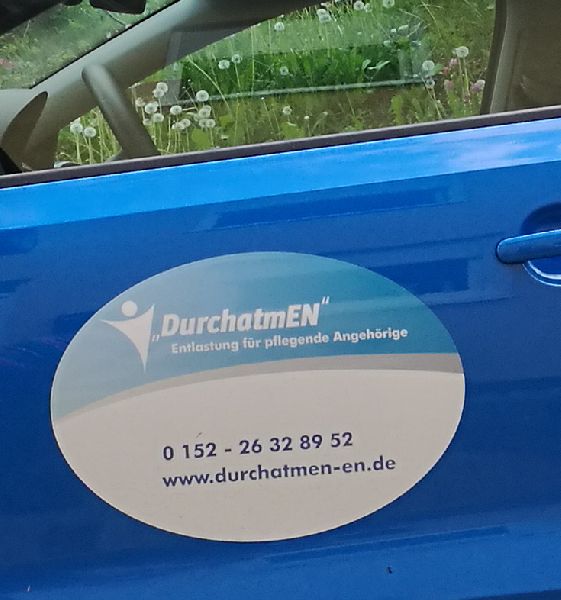 „DurchatmEN“
Entlastung für pflegende Angehörige
0 152 - 26 32 89 52
www.durchatmen-en.de